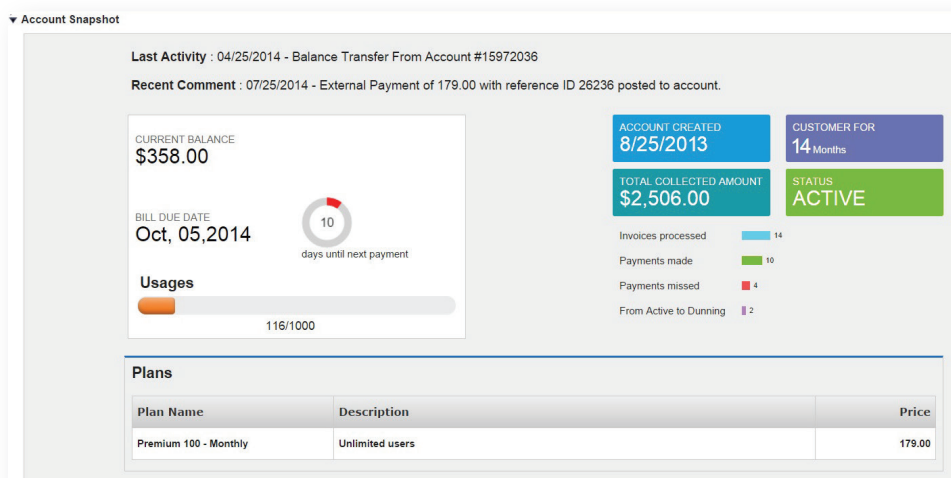 Account Snapshot
Last Activity : 04/25/2014 - Balance Transfer From Account #15972036
Recent Comment : 07/25/2014 - External Payment of 179.00 with reference ID 26236 posted to account.
CURRENT BALANCE
$358.00
BILL DUE DATE
Oct, 05,2014
10
days until next payment
Usages
116/1000
ACCOUNT CREATED
8/25/2013
CUSTOMER FOR
14 Months
TOTAL COLLECTED AMOUNT
$2,506.00
STATUS
ACTIVE
Invoices processed 14
Payments made 10
Payments missed 4
From Active to Dunning 2
Plans
Plan Name Description Price
Premium 100 - Monthly Unlimited users 179.00